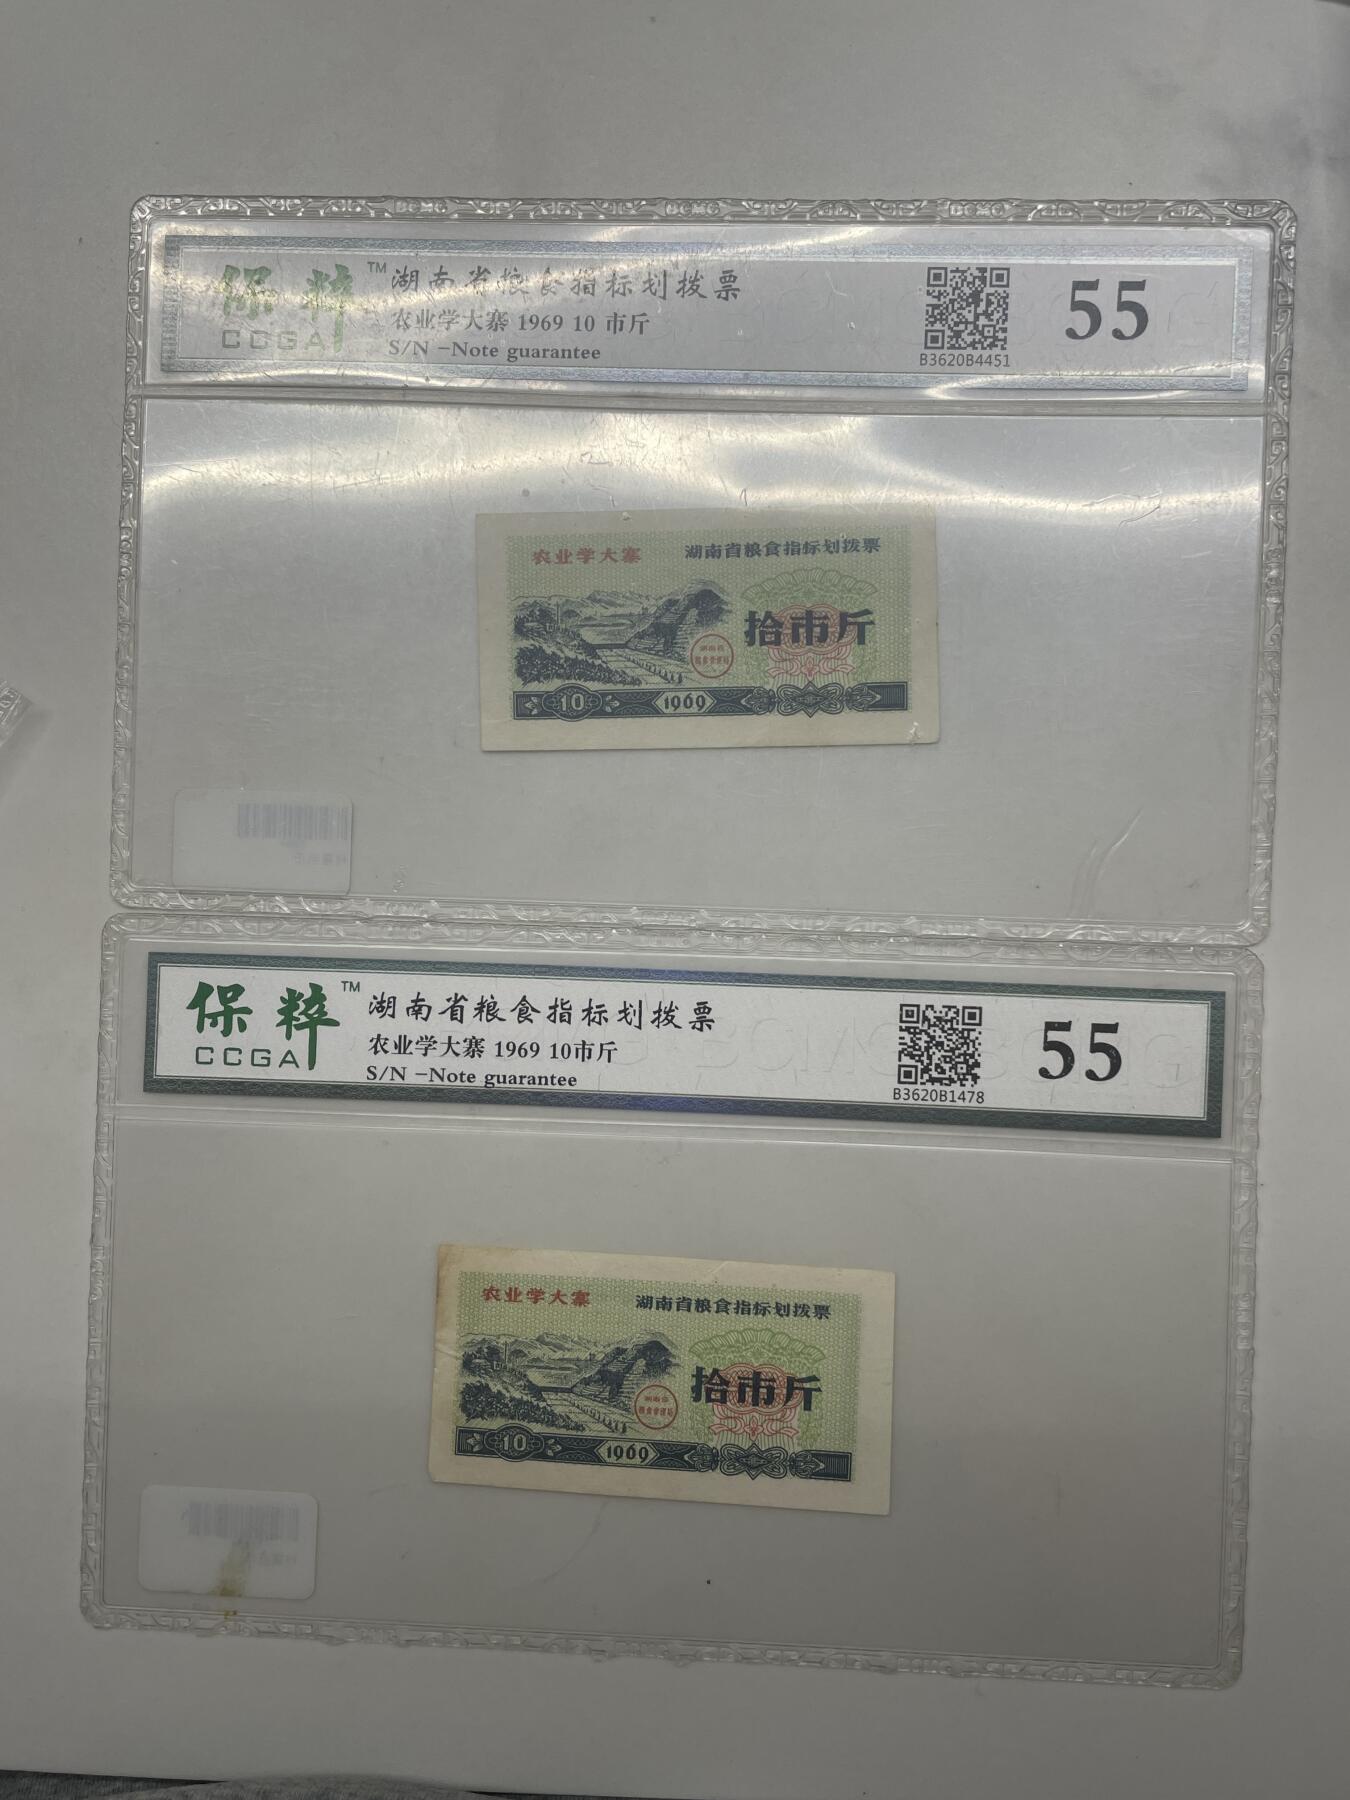 保粹™
CCGA
湖南省粮食指标划拨票
农业学大寨 1969 10 市斤
S/N -Note guarantee
B3620B4451
55
农业学大寨
湖南省粮食指标划拨票
拾市斤
10
1969
保粹™
CCGA
湖南省粮食指标划拨票
农业学大寨 1969 10市斤
S/N -Note guarantee
B3620B1478
55
农业学大寨
湖南省粮食指标划拨票
拾市斤
10
1969